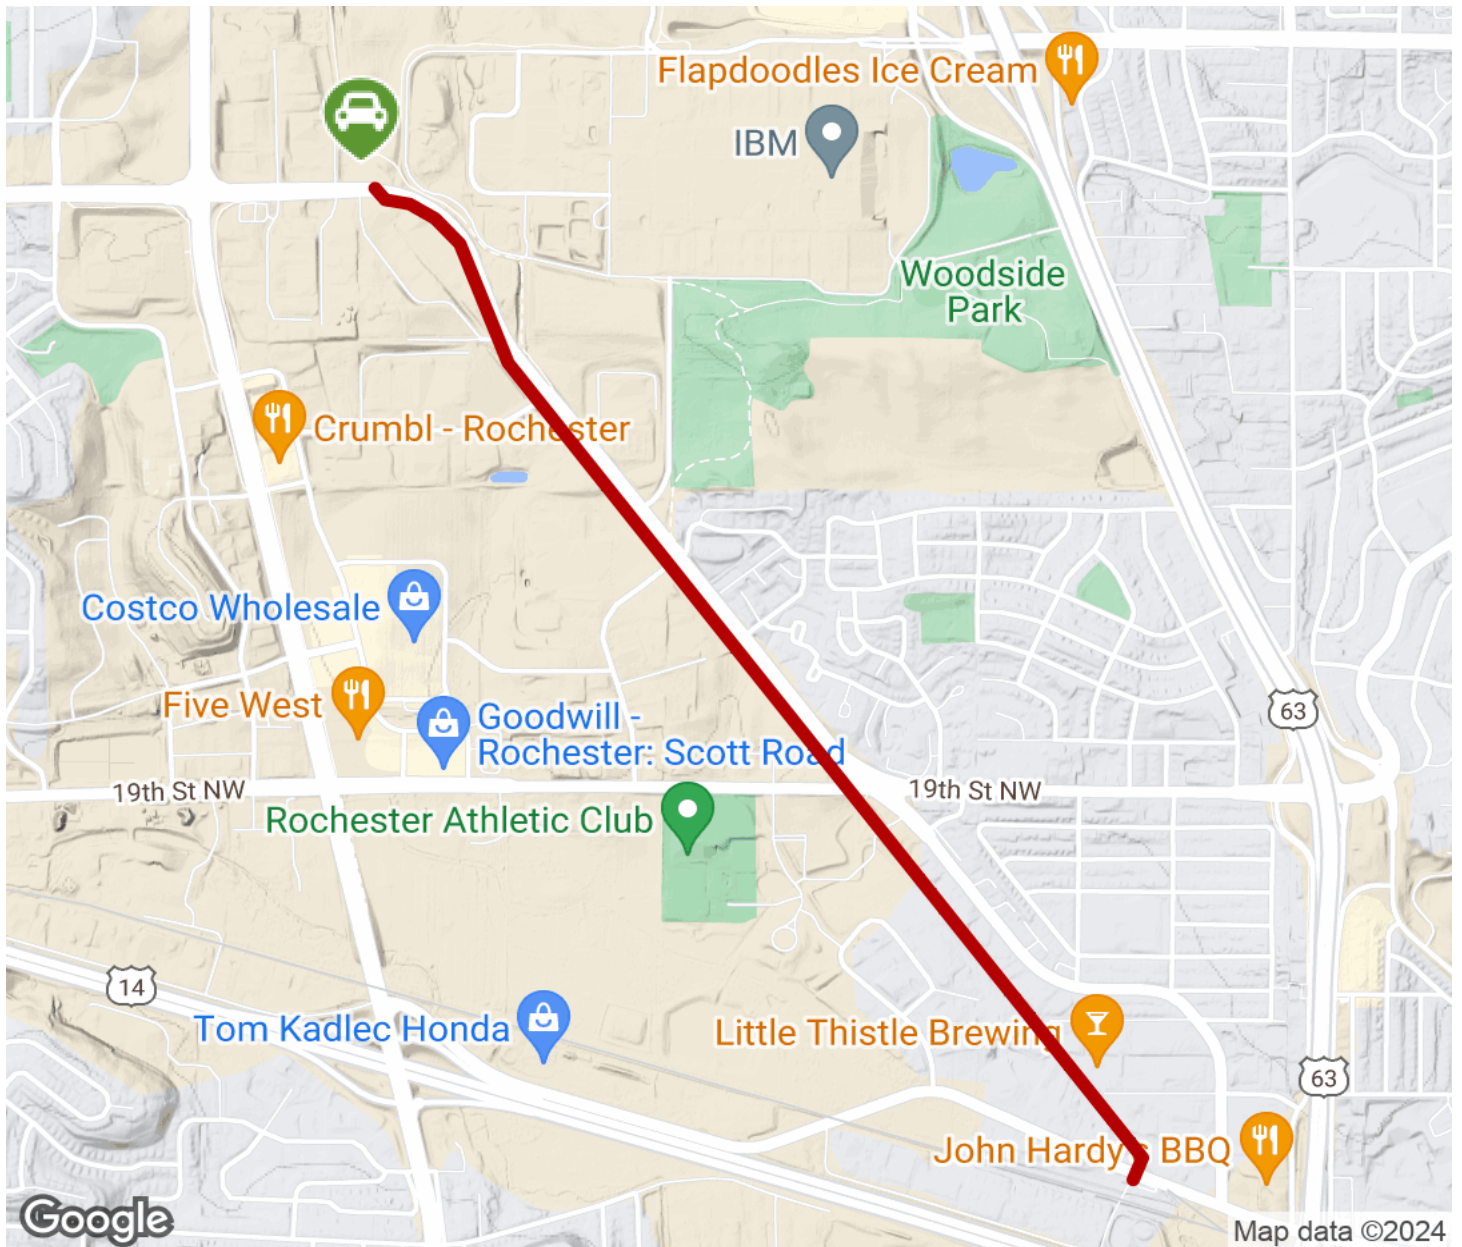 Flapdoodles Ice Cream
IBM
Woodside
Park
Crumbl - Rochester
Costco Wholesale
Five West
Goodwill -
Rochester: Scott Road
63
19th St NW
19th St NW
Rochester Athletic Club
14
Tom Kadlec Honda
Little Thistle Brewing
63
John Hardy's BBQ
Google
Map data ©2024